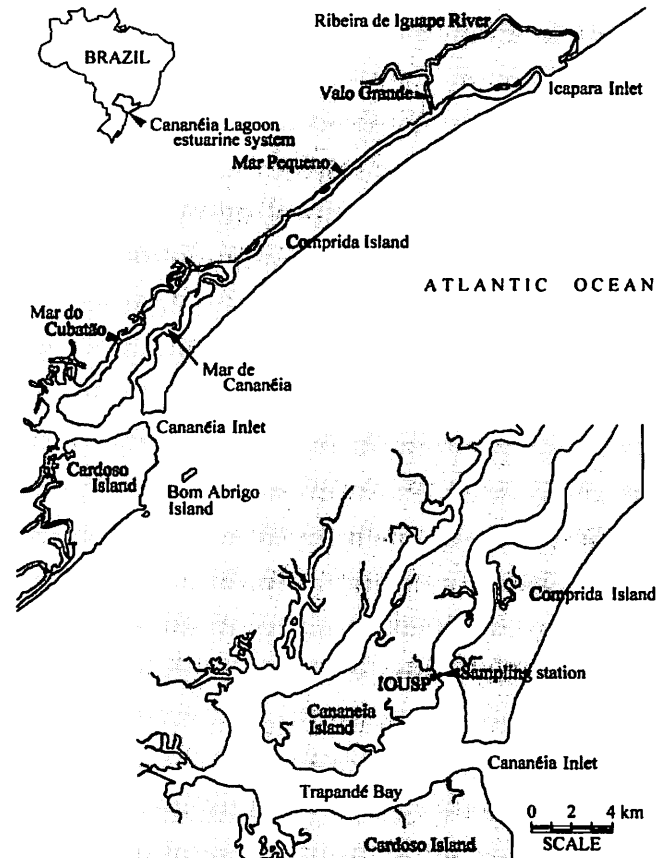 BRAZIL
Cananéia Lagoon
estuarine system
Ribeira de Iguape River
Valo Grande
Icapara Inlet
Mar Pequeno
Comprida Island
ATLANTIC OCEAN
Mar do
Cubatão
Mar de
Cananéia
Cananéia Inlet
Cardoso
Island
Bom Abrigo
Island
Comprida Island
Sampling station
IOUSP
Cananeia
Island
Cananéia Inlet
Trapandé Bay
0 2 4 km
SCALE
Cardoso Island